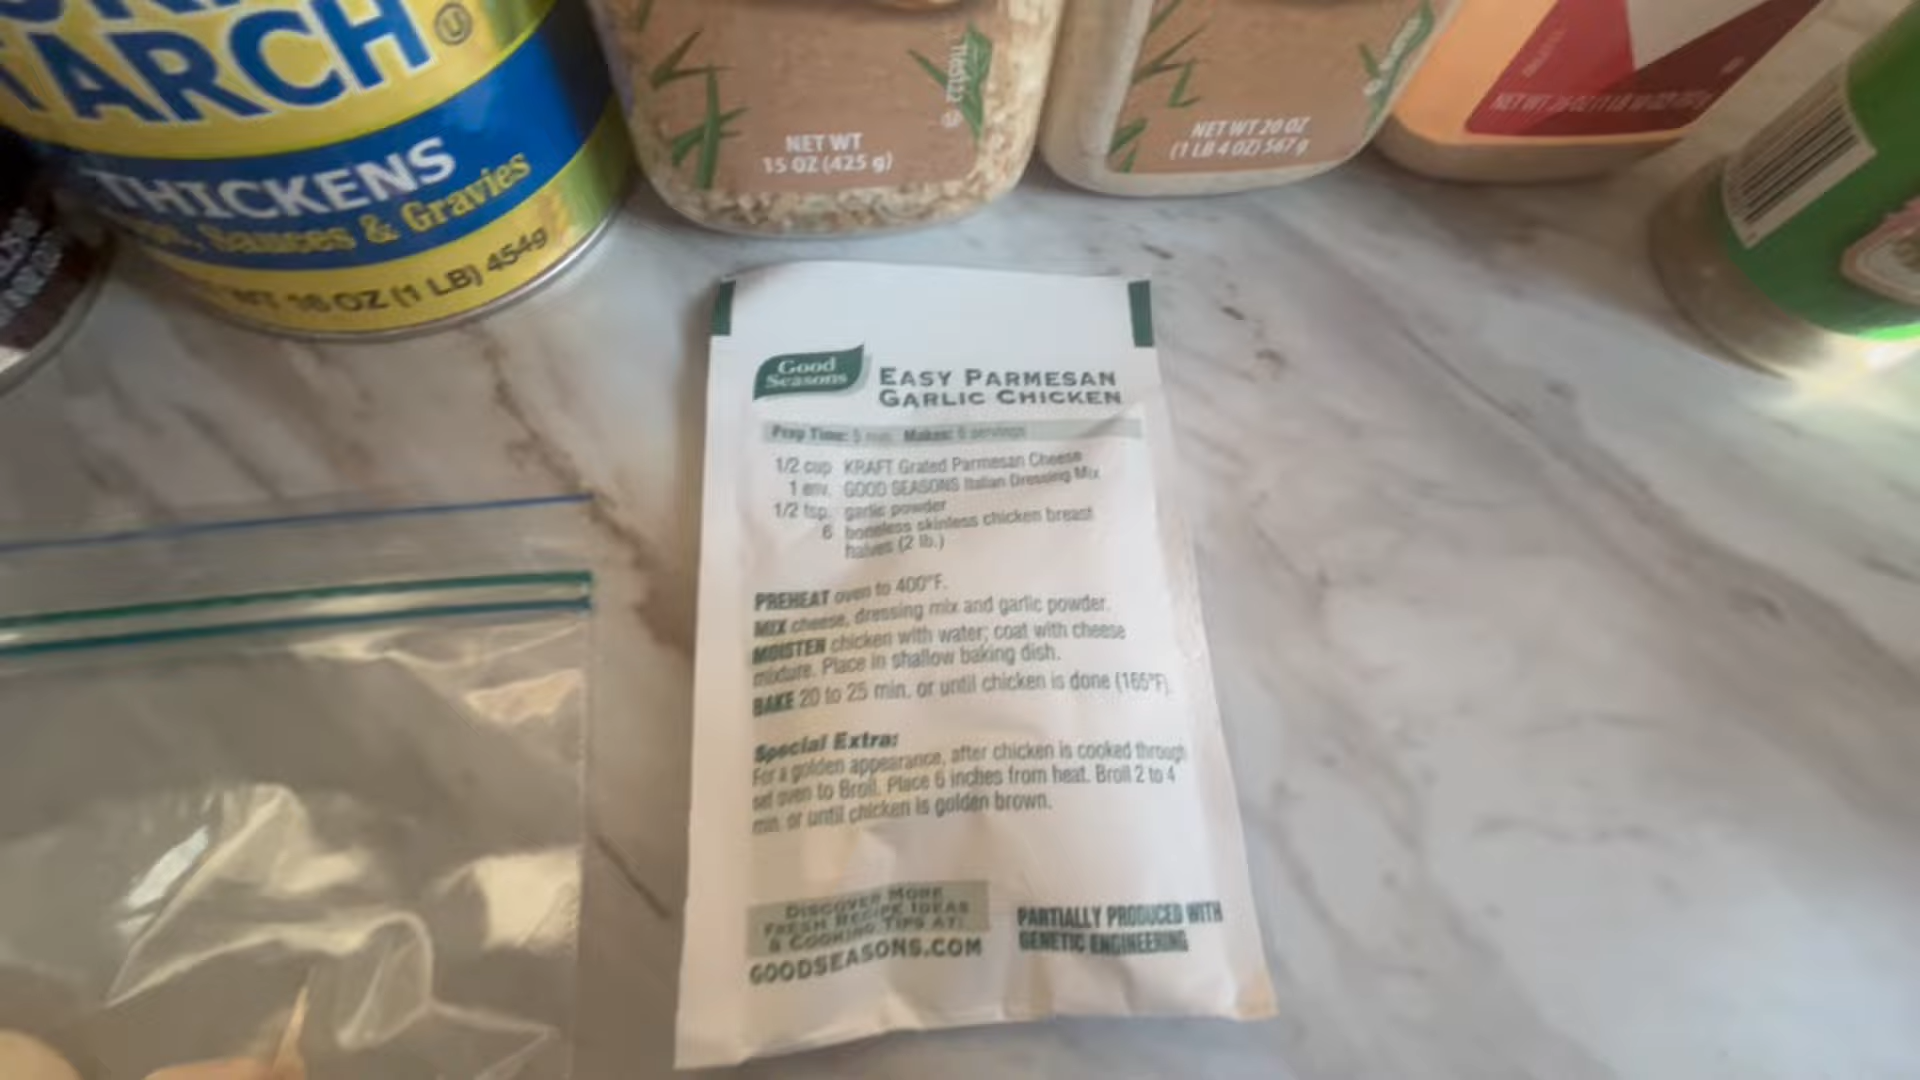 TARCH
THICKENS
Sauces & Gravies
16 OZ (1 LB) 454g
NET WT
15 OZ (425 g)
NET WT 20 OZ
(1 LB 4 OZ) 567 g
Good
Seasons
EASY PARMESAN
GARLIC CHICKEN
Prep Time: 5 min. Makes: 6 servings
1/2 cup KRAFT Grated Parmesan Cheese
1 env. GOOD SEASONS Italian Dressing Mix
1/2 tsp. garlic powder
6 boneless skinless chicken breast
halves (2 lb.)
PREHEAT oven to 400°F.
MIX cheese, dressing mix and garlic powder.
MOISTEN chicken with water; coat with cheese
mixture. Place in shallow baking dish.
BAKE 20 to 25 min. or until chicken is done (165°F).
Special Extra:
For a golden appearance, after chicken is cooked through
set oven to Broil. Place 6 inches from heat. Broil 2 to 4
min. or until chicken is golden brown.
DISCOVER MORE
FRESH RECIPE IDEAS
& COOKING TIPS AT:
GOODSEASONS.COM
PARTIALLY PRODUCED WITH
GENETIC ENGINEERING